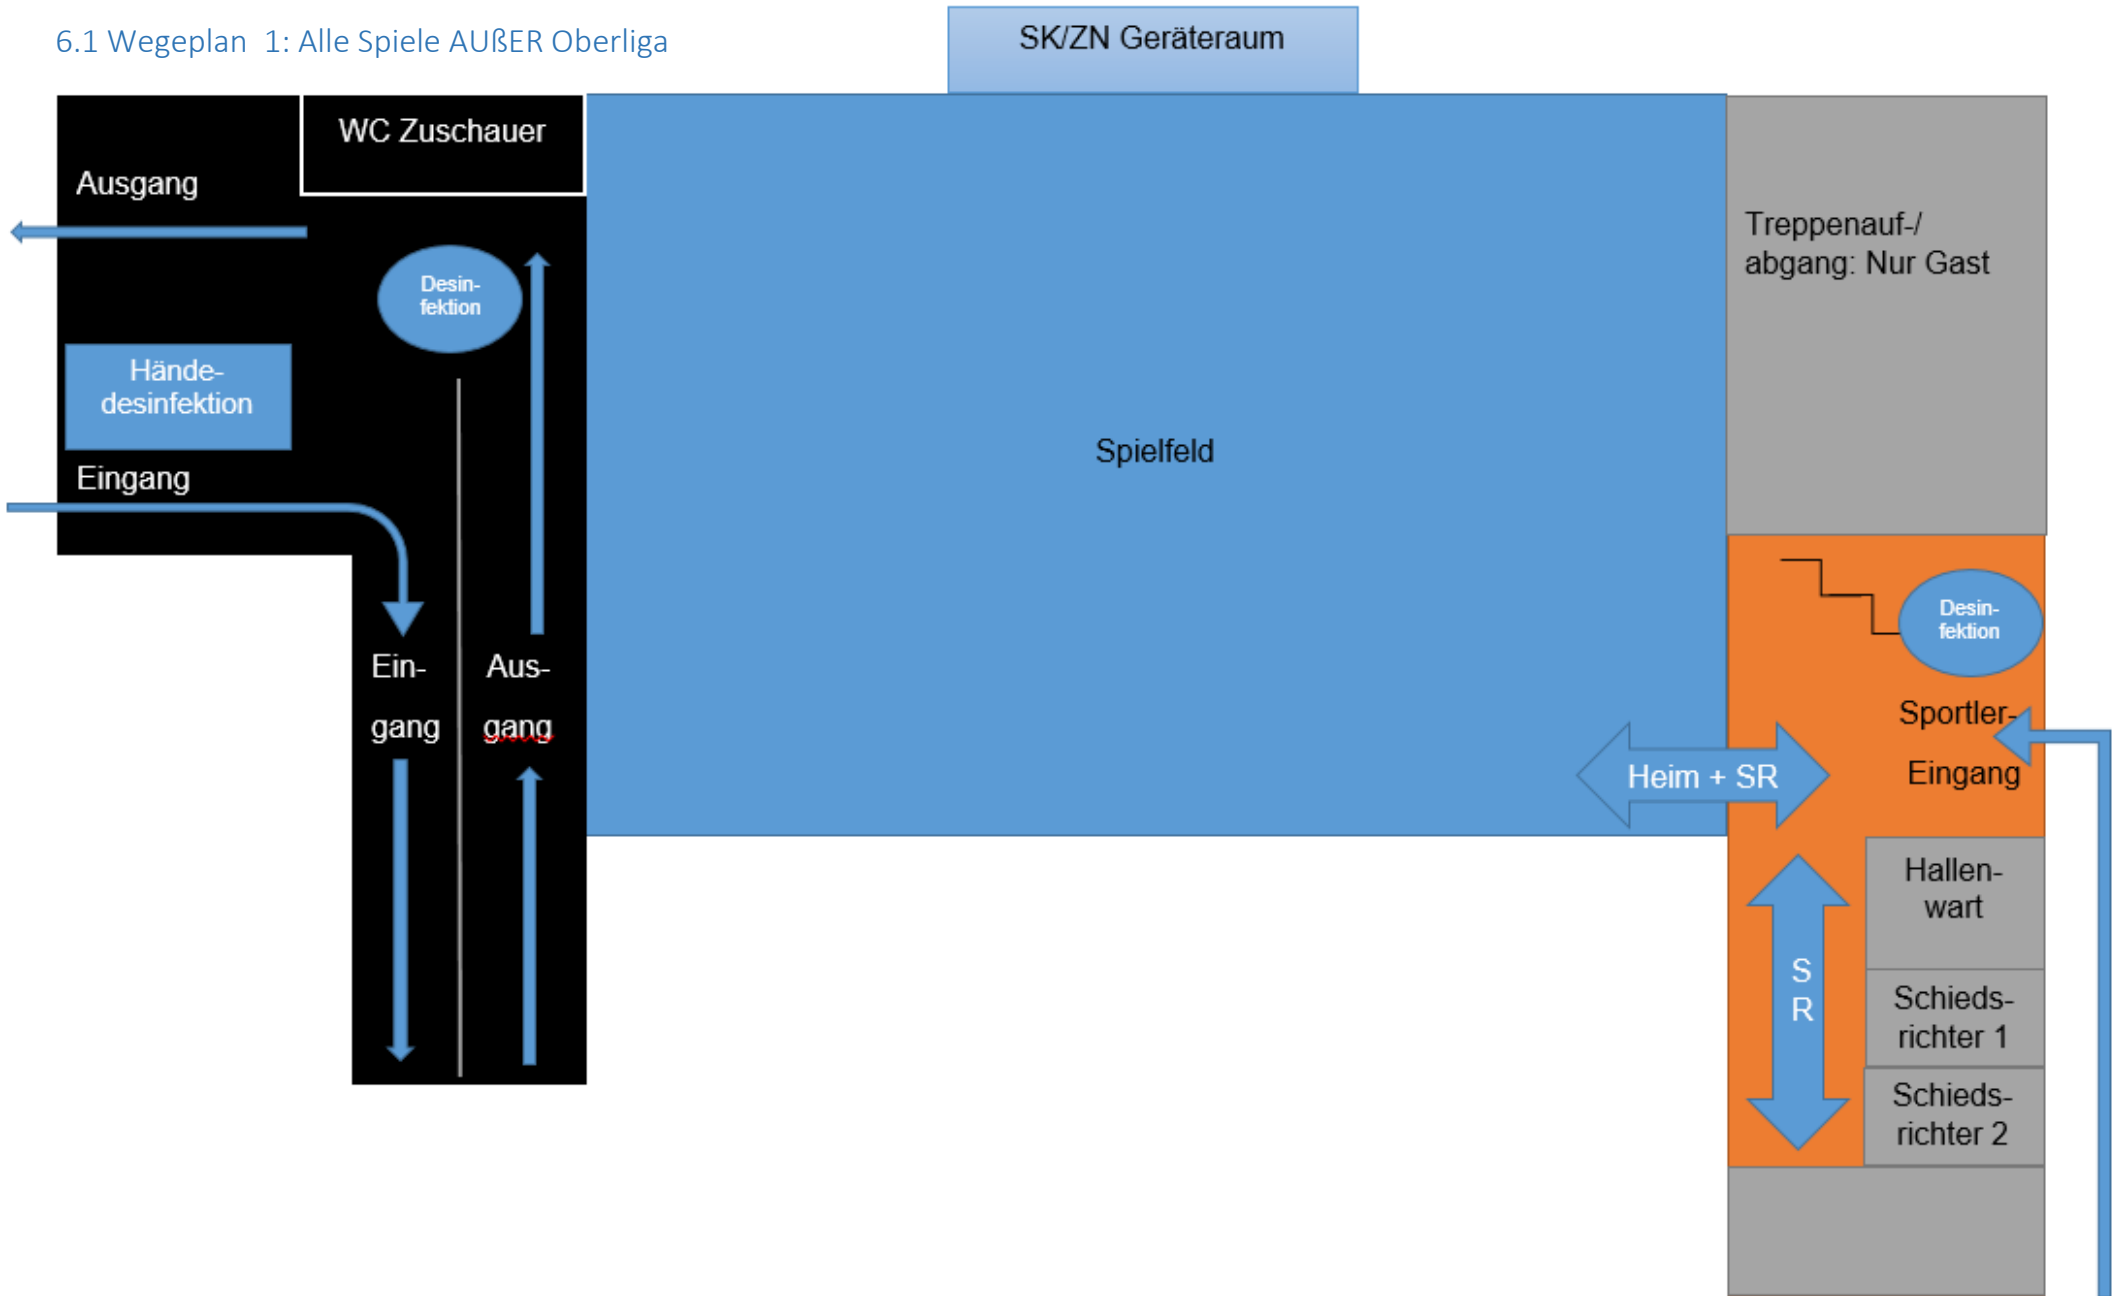 6.1 Wegeplan  1: Alle Spiele AUßER Oberliga
SK/ZN Geräteraum
WC Zuschauer
Ausgang
Desin-
fektion
Hände-
desinfektion
Eingang
Ein-
gang
Aus-
gang
Spielfeld
Treppenauf-/
abgang: Nur Gast
Desin-
fektion
Sportler-
Eingang
Heim + SR
Hallen-
wart
S
R
Schieds-
richter 1
Schieds-
richter 2